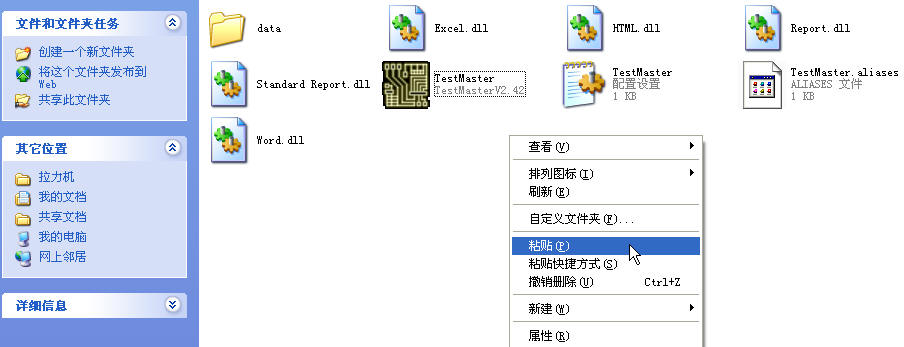 文件和文件夹任务
创建一个新文件夹
将这个文件夹发布到
Web
共享此文件夹
其它位置
拉力机
我的文档
共享文档
我的电脑
网上邻居
详细信息
data
Excel.dll
HTML.dll
Report.dll
Standard Report.dll
TestMaster
TestMasterV2.42
TestMaster
配置设置
1 KB
TestMaster.aliases
ALIASES 文件
1 KB
Word.dll
查看(V)
排列图标(I)
刷新(E)
自定义文件夹(F)...
粘贴(P)
粘贴快捷方式(S)
撤销删除(U) Ctrl+Z
新建(W)
属性(R)